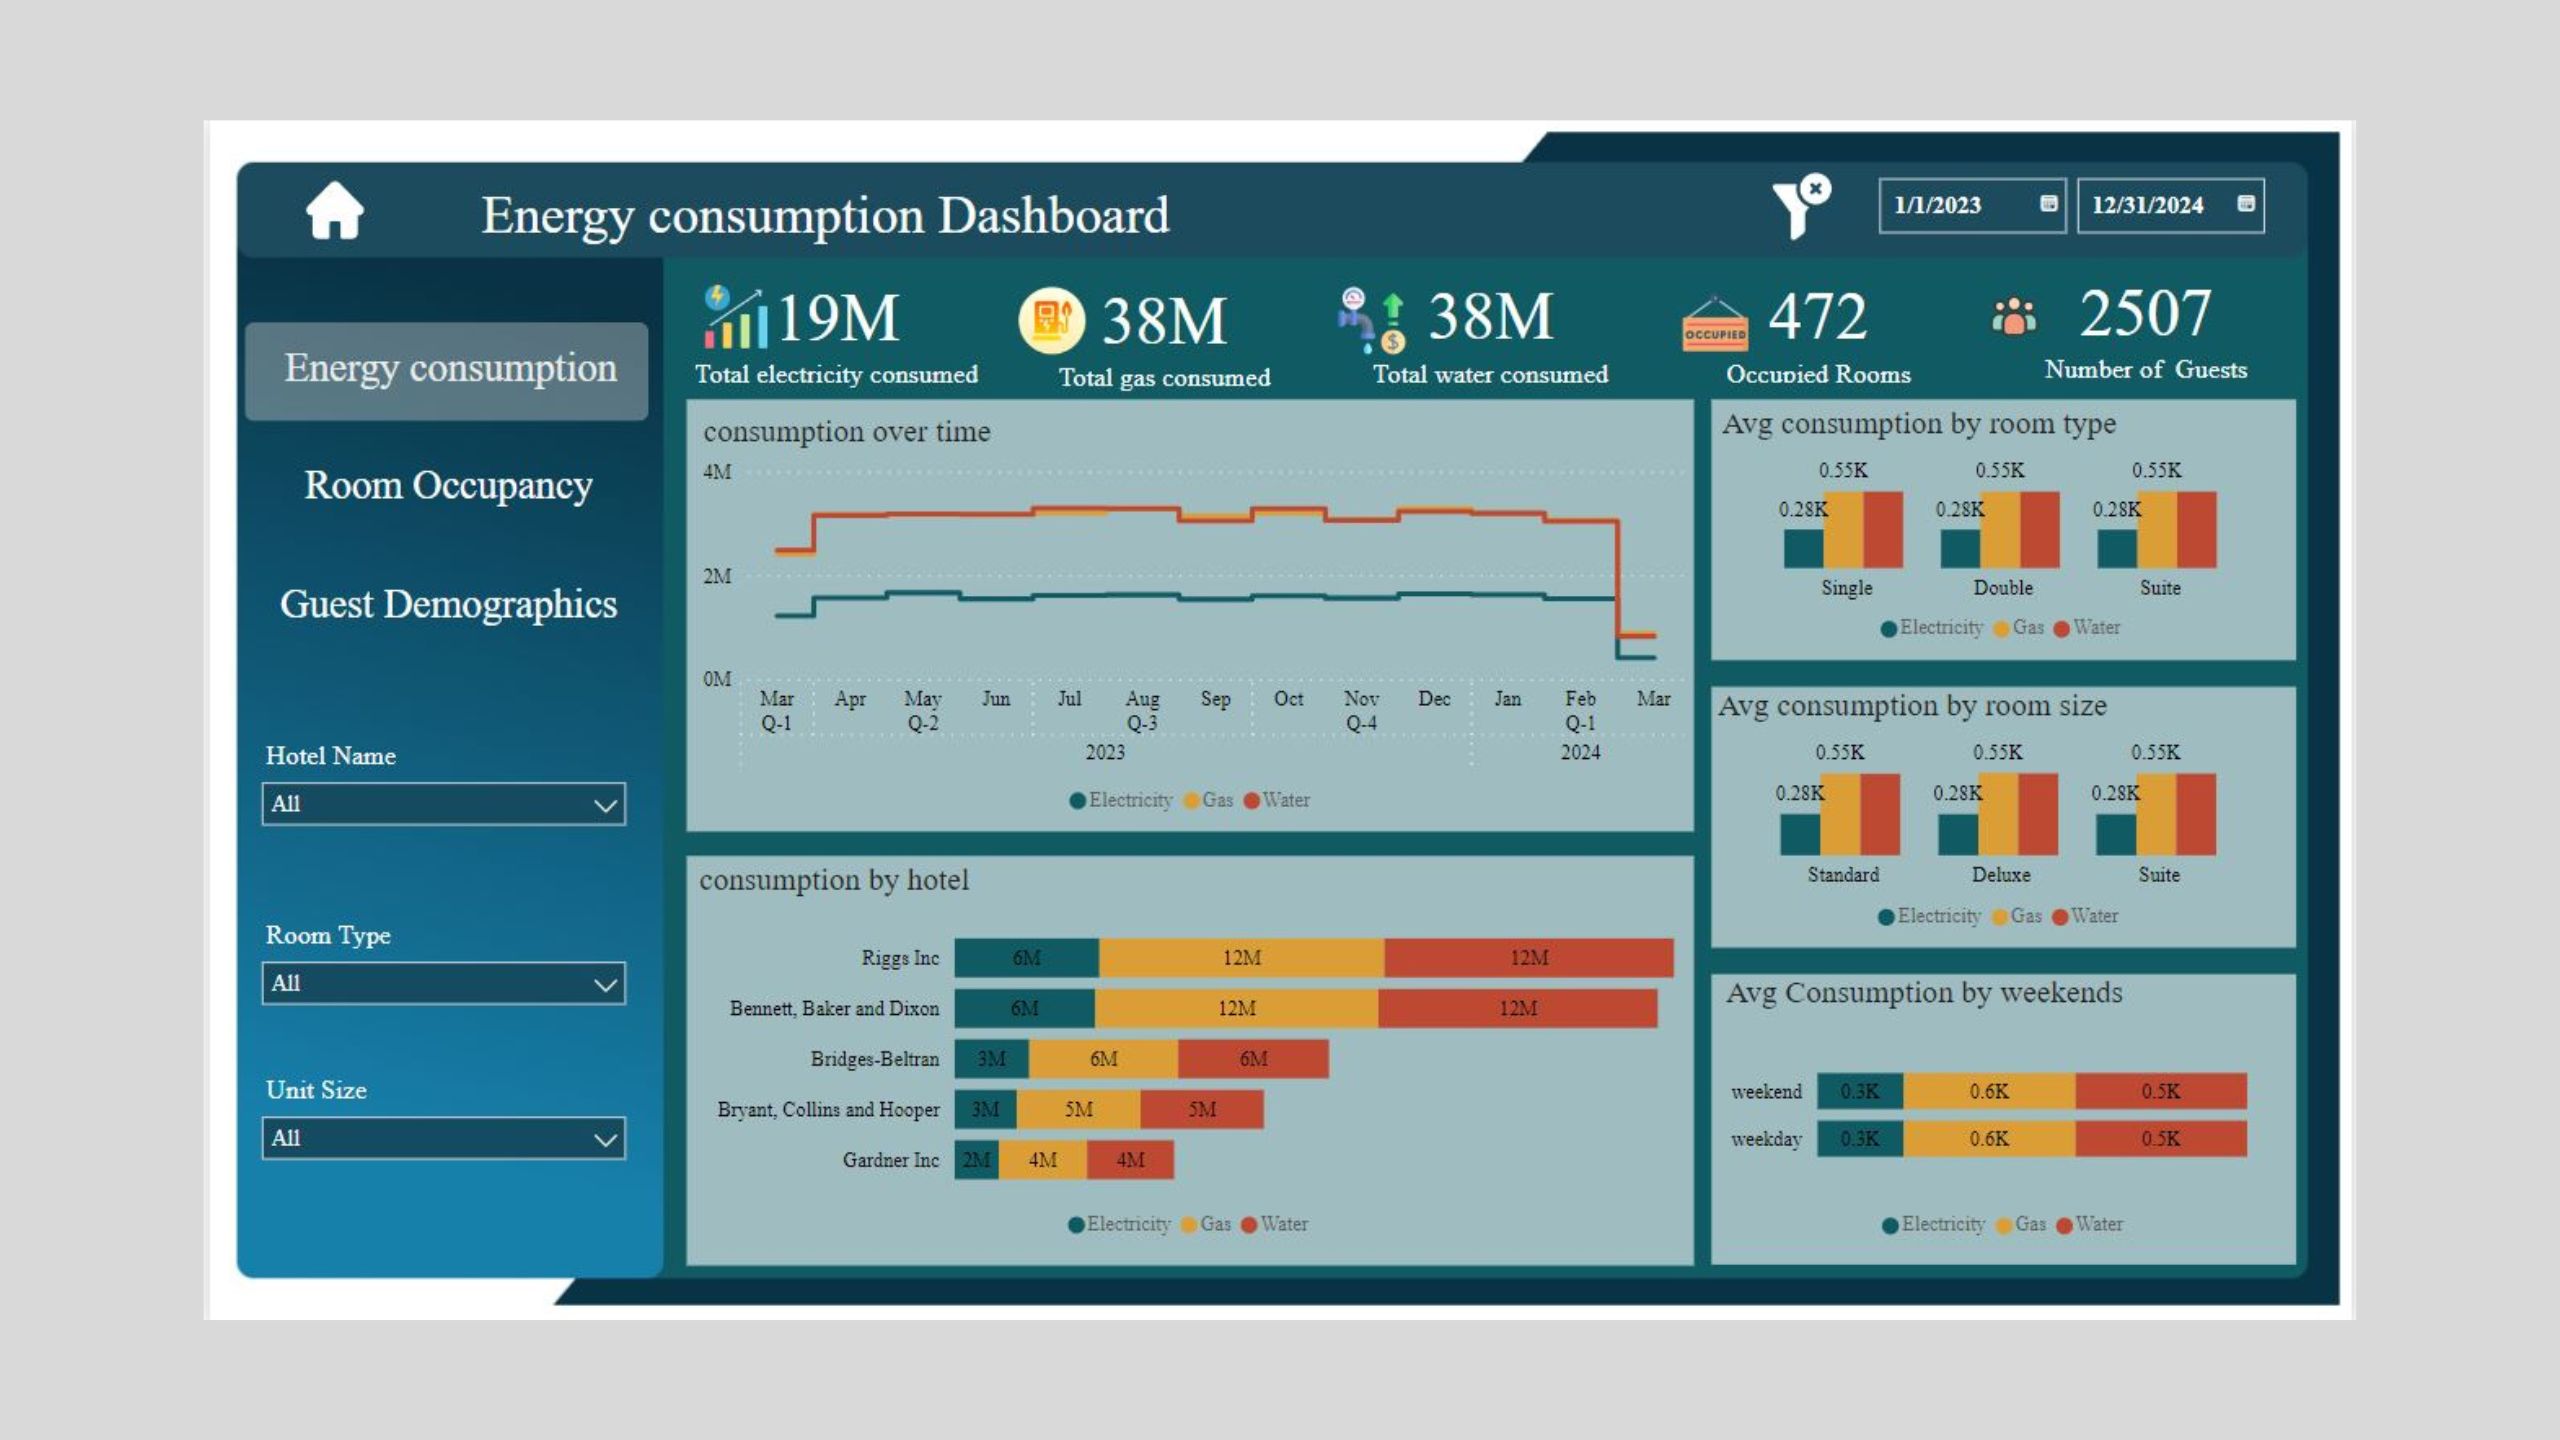 Energy consumption Dashboard
1/1/2023
12/31/2024
Energy consumption
Room Occupancy
Guest Demographics
Hotel Name
All
Room Type
All
Unit Size
All
19M
Total electricity consumed
38M
Total gas consumed
38M
Total water consumed
OCCUPIED
472
Occupied Rooms
2507
Number of Guests
consumption over time
4M
2M
0M
Mar Apr May Jun Jul Aug Sep Oct Nov Dec Jan Feb Mar
Q-1 Q-2 Q-3 Q-4 Q-1
2023 2024
Electricity Gas Water
consumption by hotel
Riggs Inc 6M 12M 12M
Bennett, Baker and Dixon 6M 12M 12M
Bridges-Beltran 3M 6M 6M
Bryant, Collins and Hooper 3M 5M 5M
Gardner Inc 2M 4M 4M
Electricity Gas Water
Avg consumption by room type
0.55K 0.55K 0.55K
0.28K 0.28K 0.28K
Single Double Suite
Electricity Gas Water
Avg consumption by room size
0.55K 0.55K 0.55K
0.28K 0.28K 0.28K
Standard Deluxe Suite
Electricity Gas Water
Avg Consumption by weekends
weekend 0.3K 0.6K 0.5K
weekday 0.3K 0.6K 0.5K
Electricity Gas Water